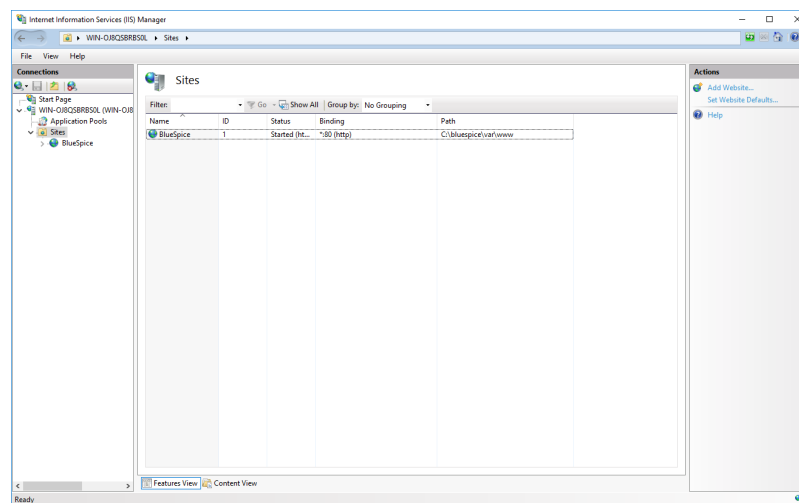 Internet Information Services (IIS) Manager
WIN-OJ8QSBRBS0L
Sites
File View Help
Connections
Start Page
WIN-OJ8QSBRBS0L (WIN-OJ8
Application Pools
Sites
BlueSpice
Sites
Filter: Go Show All Group by: No Grouping
Name ID Status Binding Path
BlueSpice 1 Started (ht... *:80 (http) C:\bluespice\var\www
Features View Content View
Actions
Add Website...
Set Website Defaults...
Help
Ready